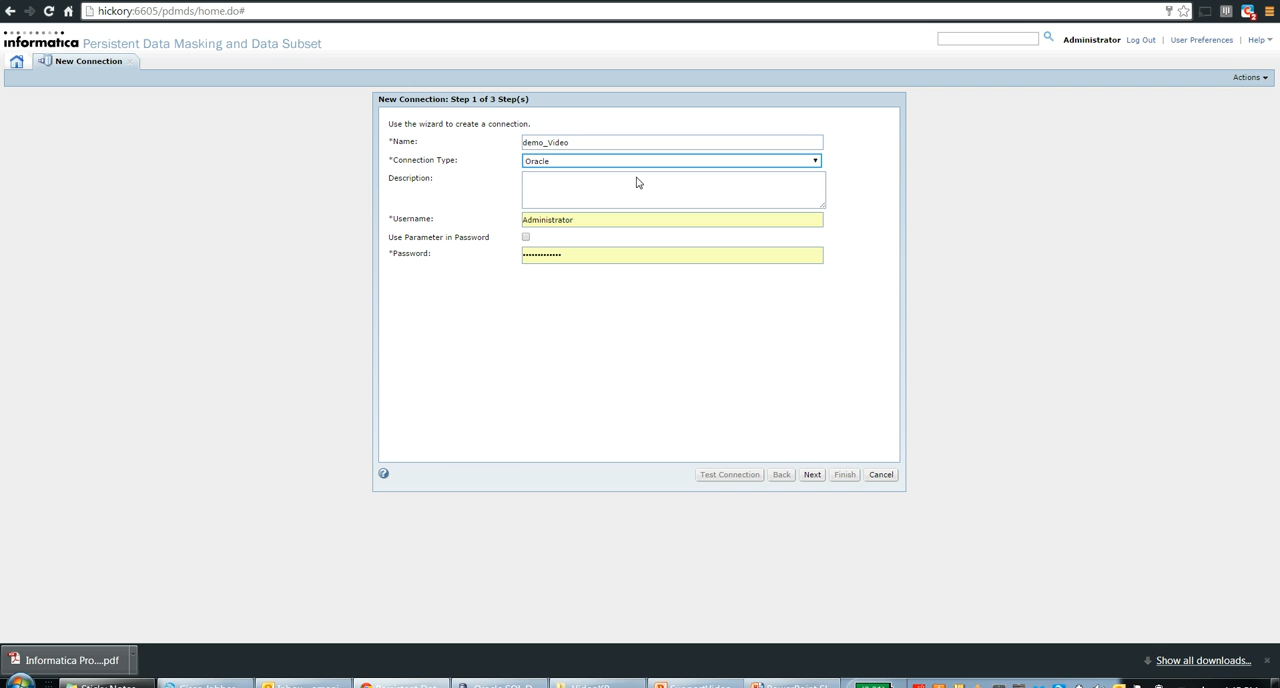 hickory:6605/pdmds/home.do#
informatica Persistent Data Masking and Data Subset
Administrator Log Out | User Preferences | Help
New Connection
Actions
New Connection: Step 1 of 3 Step(s)
Use the wizard to create a connection.
*Name: demo_Video
*Connection Type: Oracle
Description:
*Username: Administrator
Use Parameter in Password
*Password: •••••••••••••
Test Connection Back Next Finish Cancel
Informatica Pro....pdf
Show all downloads...